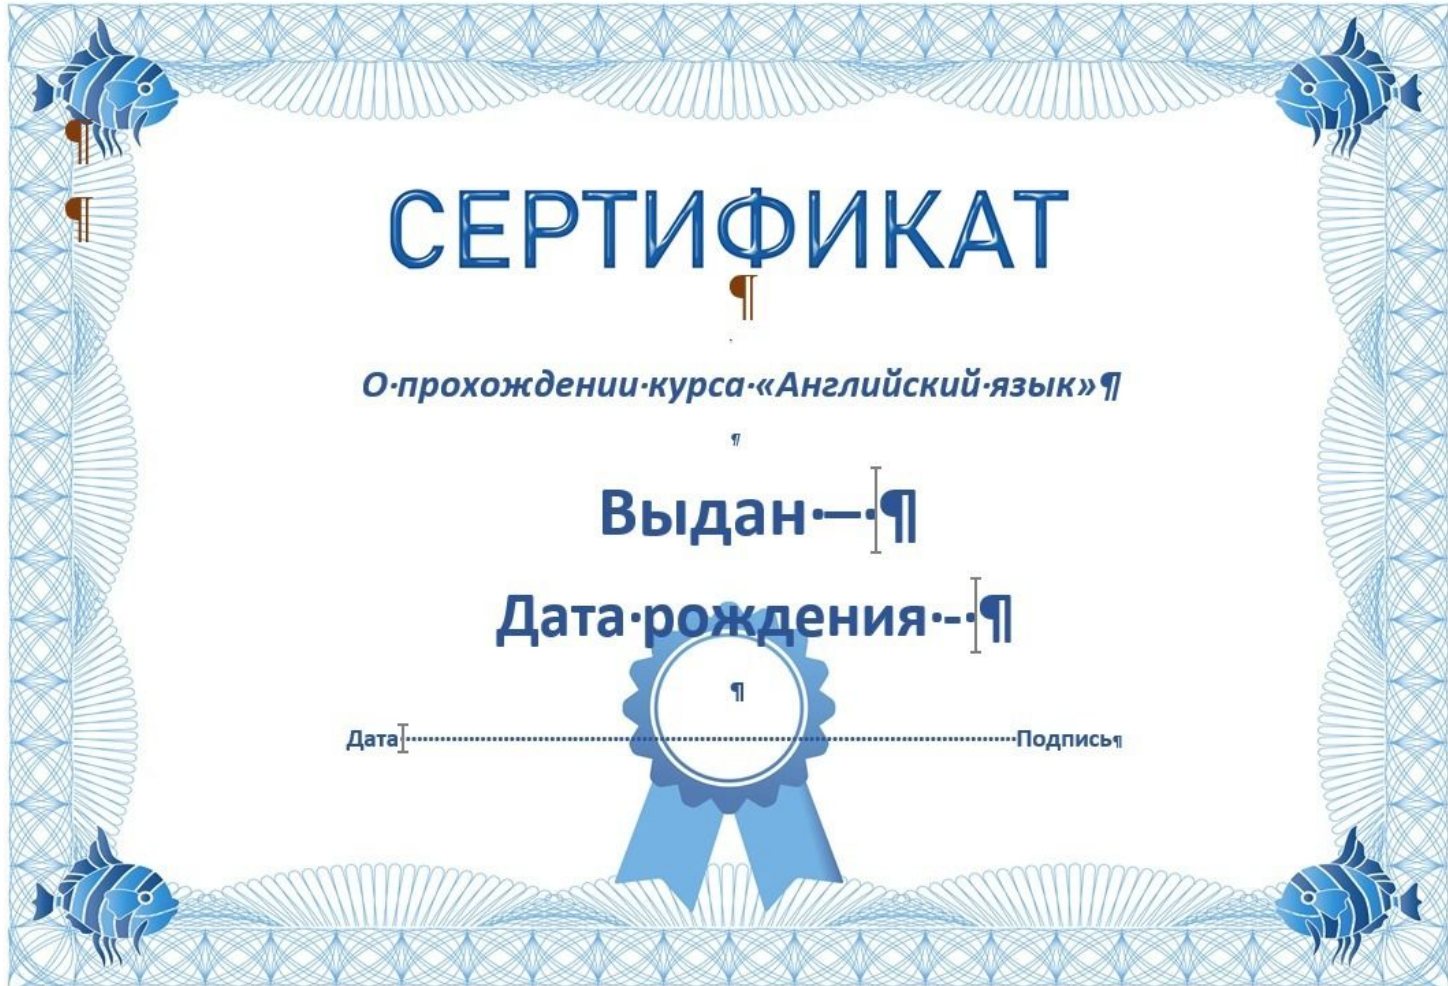 СЕРТИФИКАТ
О прохождении курса «Английский язык»
Выдан –
Дата рождения -
Дата Подпись